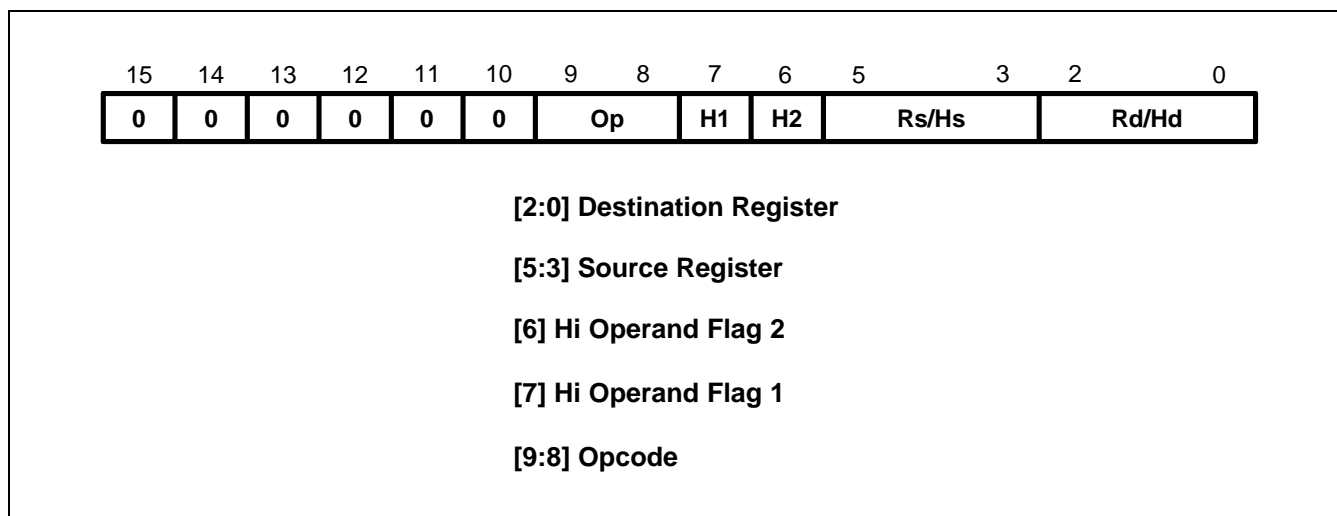 15 14 13 12 11 10 9 8 7 6 5 3 2 0
0 0 0 0 0 0 Op H1 H2 Rs/Hs Rd/Hd
[2:0] Destination Register
[5:3] Source Register
[6] Hi Operand Flag 2
[7] Hi Operand Flag 1
[9:8] Opcode